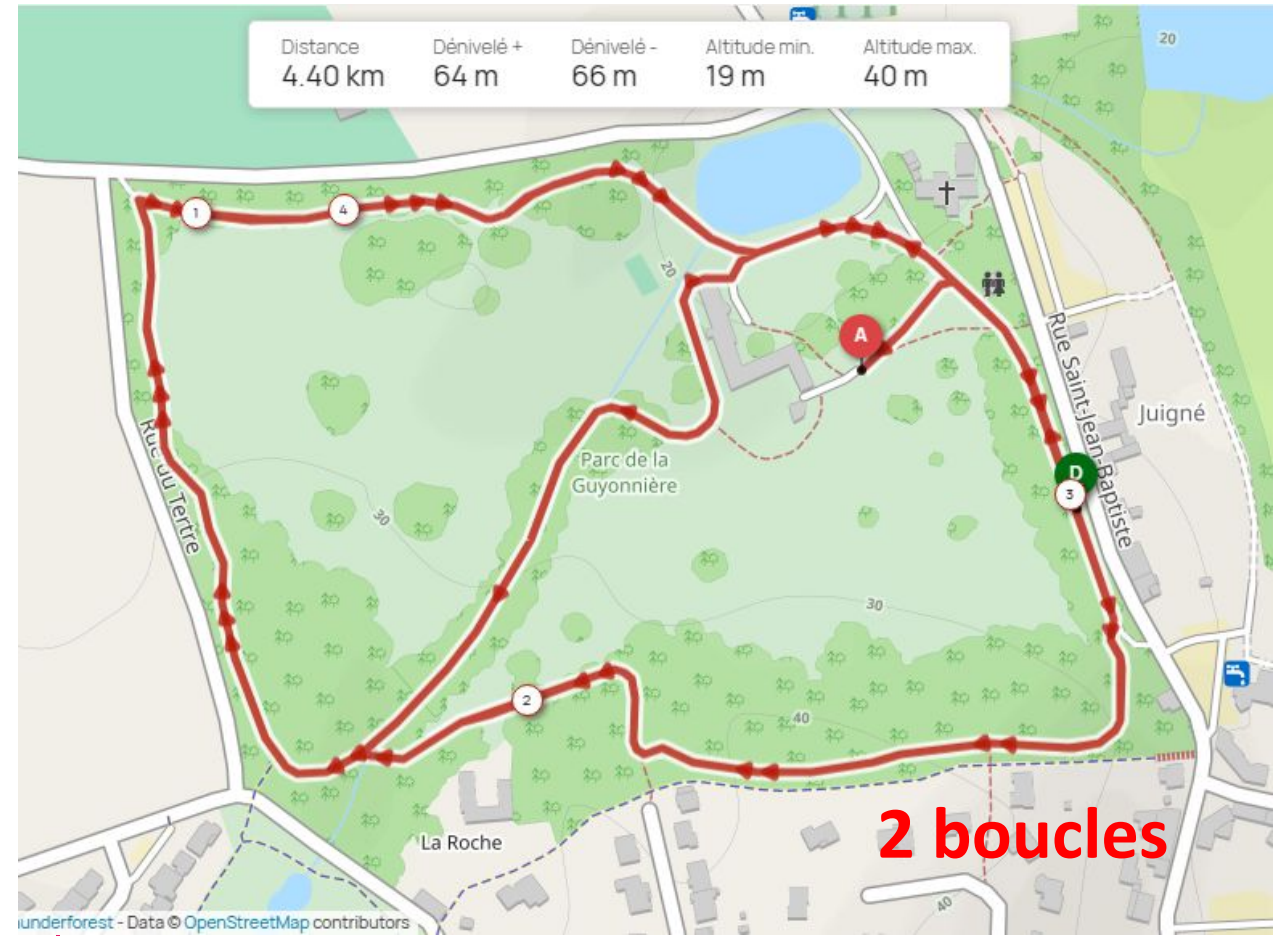 Distance
4.40 km
Dénivelé +
64 m
Dénivelé -
66 m
Altitude min.
19 m
Altitude max.
40 m
20
1
4
20
A
Rue Saint-Jean-Baptiste
Juigné
Rue du Tertre
Parc de la
Guyonnière
D
3
30
30
2
40
2 boucles
La Roche
40
underforest - Data © OpenStreetMap contributors